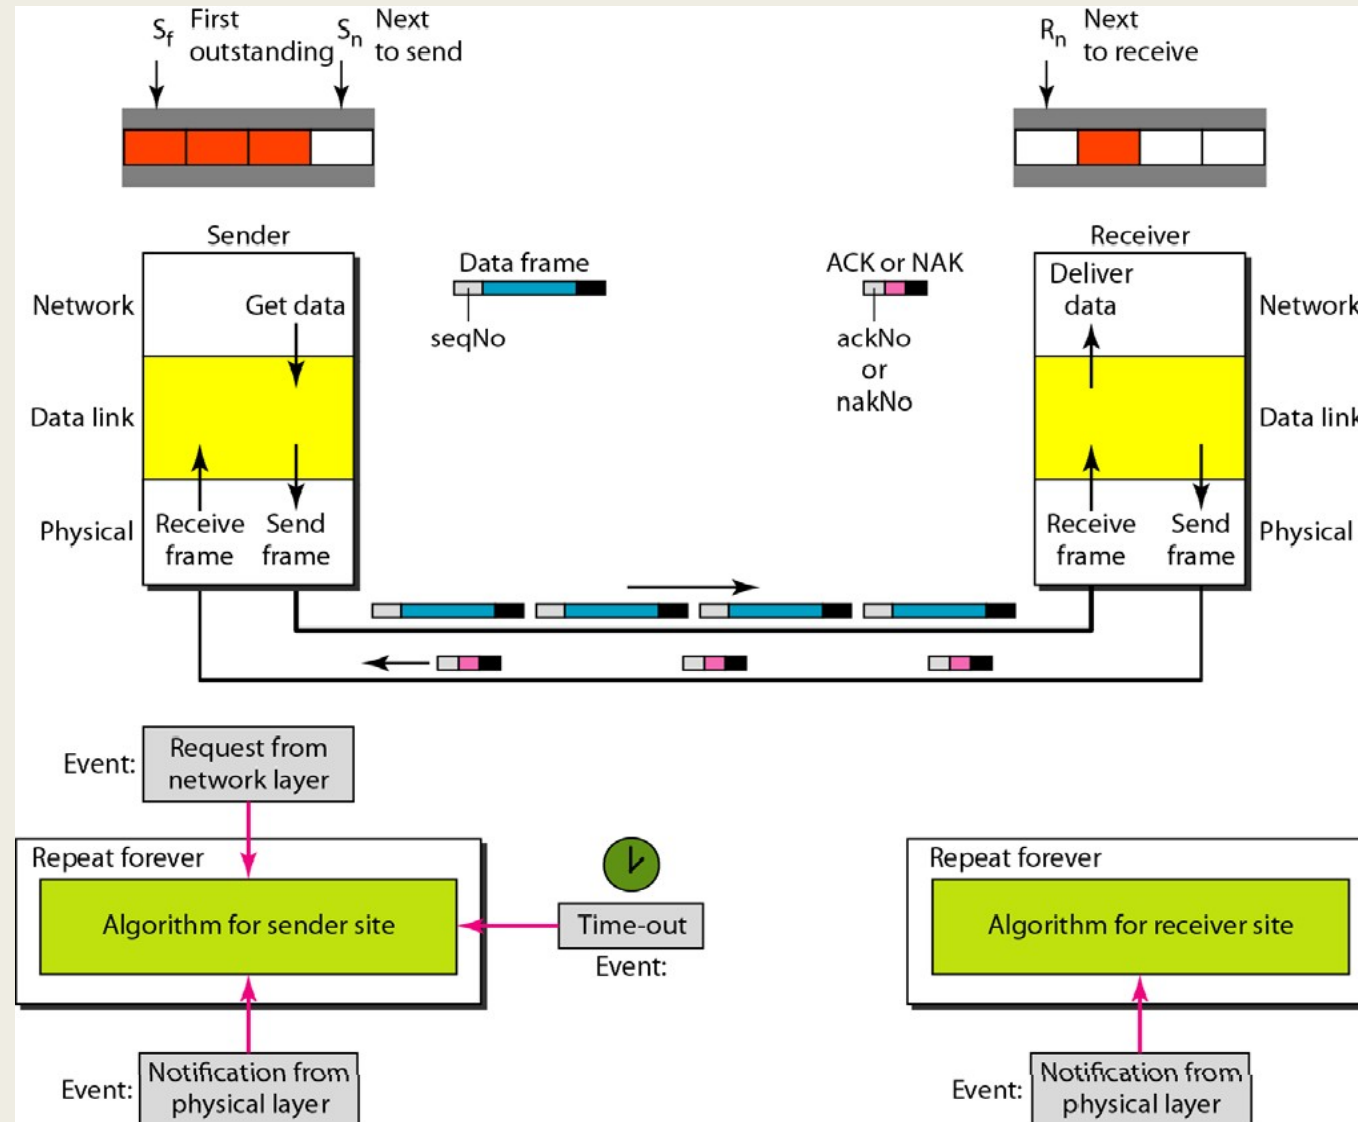 Sf First outstanding
Sn Next to send
Rn Next to receive
Sender
Receiver
Data frame
ACK or NAK
seqNo
ackNo
or
nakNo
Network
Get data
Deliver
data
Network
Data link
Data link
Physical
Receive
frame
Send
frame
Receive
frame
Send
frame
Physical
Event:
Request from
network layer
Repeat forever
Algorithm for sender site
Time-out
Event:
Repeat forever
Algorithm for receiver site
Event:
Notification from
physical layer
Event:
Notification from
physical layer